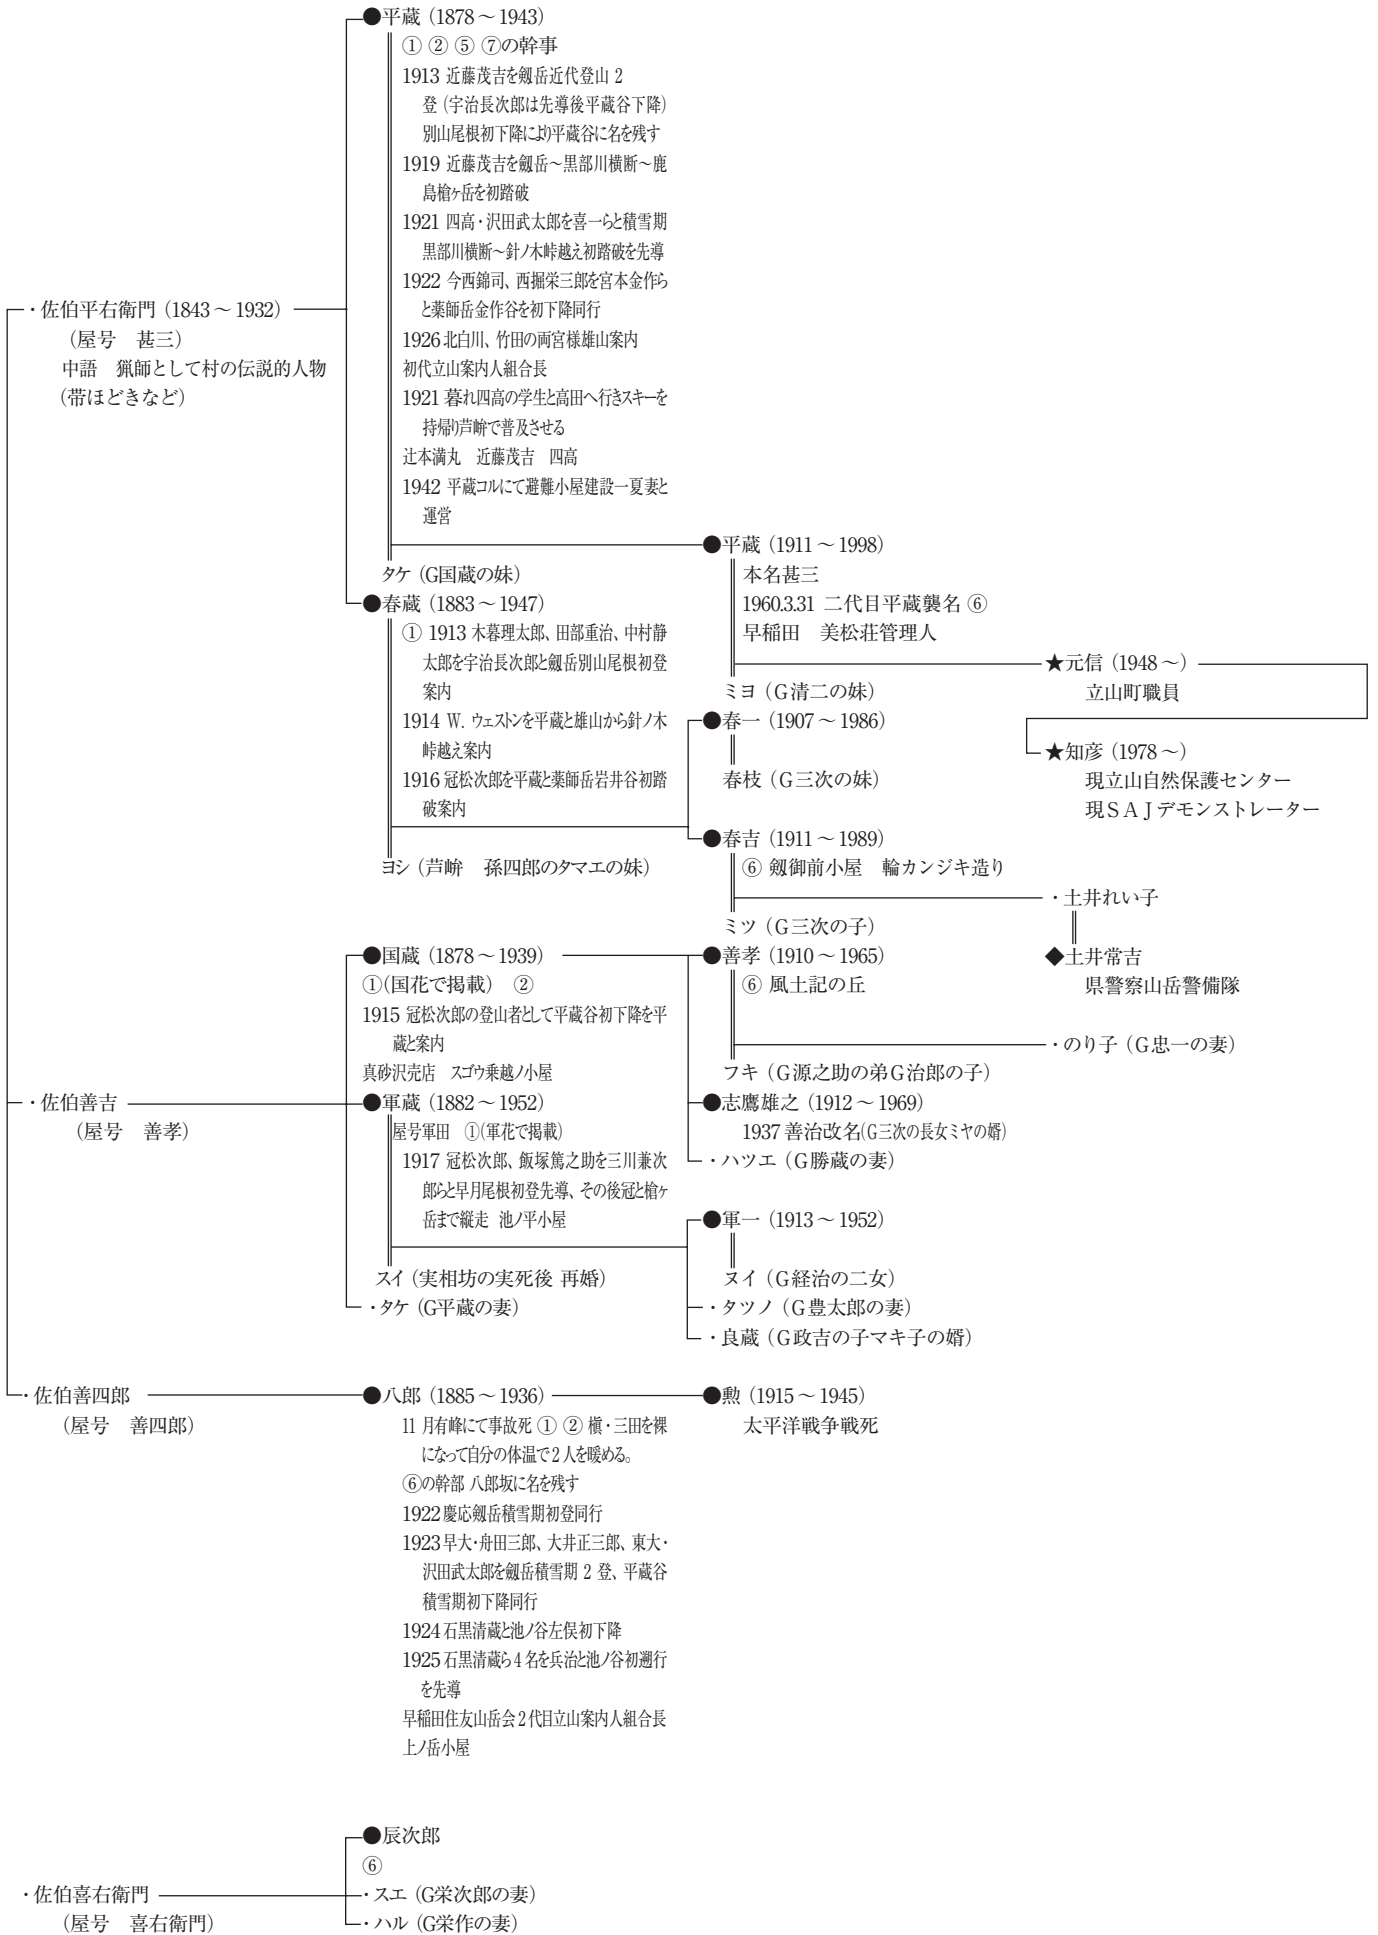 ●平蔵（1878～1943）
① ② ⑤ ⑦の幹事
1913 近藤茂吉を剱岳近代登山 2
登（宇治長次郎は先導後平蔵谷下降）
別山尾根初下降により平蔵谷に名を残す
1919 近藤茂吉を劔岳～黒部川横断～鹿
島槍ヶ岳を初踏破
1921 四高・沢田武太郎を喜一らと積雪期
黒部川横断～針ノ木峠越え初踏破を先導
1922 今西錦司、西掘栄三郎を宮本金作ら
と薬師岳金作谷を初下降同行
1926 北白川、竹田の両宮様雄山案内
初代立山案内人組合長
1921 暮れ四高の学生と高田へ行きスキーを
持帰り芦峅で普及させる
辻本満丸　近藤茂吉　四高
1942 平蔵コルにて避難小屋建設一夏妻と
運営
タケ（G国蔵の妹）
・佐伯平右衛門（1843～1932）
（屋号　甚三）
中語　猟師として村の伝説的人物
（帯ほどきなど）
●平蔵（1911～1998）
本名甚三
1960.3.31 二代目平蔵襲名 ⑥
早稲田　美松荘管理人
ミヨ（G清二の妹）
★元信（1948～）
立山町職員
★知彦（1978～）
現立山自然保護センター
現ＳＡＪデモンストレーター
●春蔵（1883～1947）
① 1913 木暮理太郎、田部重治、中村静
太郎を宇治長次郎と劔岳別山尾根初登
案内
1914 W. ウェストンを平蔵と雄山から針ノ木
峠越え案内
1916 冠松次郎を平蔵と薬師岳岩井谷初踏
破案内
ヨシ（芦峅　孫四郎のタマエの妹）
●春一（1907～1986）
春枝（G三次の妹）
●春吉（1911～1989）
⑥ 剱御前小屋　輪カンジキ造り
ミツ（G三次の子）
・土井れい子
◆土井常吉
県警察山岳警備隊
・佐伯善吉
（屋号　善孝）
●国蔵（1878～1939）
①(国花で掲載)　②
1915 冠松次郎の登山者として平蔵谷初下降を平
蔵と案内
真砂沢売店　スゴウ乗越ノ小屋
●善孝（1910～1965）
⑥ 風土記の丘
フキ（G源之助の弟G治郎の子）
・のり子（G忠一の妻）
●志鷹雄之（1912～1969）
1937 善治改名(G三次の長女ミヤの婿)
・ハツエ（G勝蔵の妻）
●軍蔵（1882～1952）
屋号軍田　①(軍花で掲載)
1917 冠松次郎、飯塚篤之助を三川兼次
郎らと早月尾根初登先導、その後冠と槍ヶ
岳まで縦走 池ノ平小屋
スイ（実相坊の実死後 再婚）
・タケ（G平蔵の妻）
●軍一（1913～1952）
ヌイ（G経治の二女）
・タツノ（G豊太郎の妻）
・良蔵（G政吉の子マキ子の婿）
・佐伯善四郎
（屋号　善四郎）
●八郎（1885～1936）
11 月有峰にて事故死 ① ② 槇・三田を裸
になって自分の体温で2人を暖める。
⑥の幹部 八郎坂に名を残す
1922 慶応剱岳積雪期初登同行
1923 早大・舟田三郎、大井正三郎、東大・
沢田武太郎を劔岳積雪期 2 登、平蔵谷
積雪期初下降同行
1924 石黒清蔵と池ノ谷左俣初下降
1925 石黒清蔵ら4名を兵治と池ノ谷初遡行
を先導
早稲田住友山岳会2代目立山案内人組合長
上ノ岳小屋
●勲（1915～1945）
太平洋戦争戦死
・佐伯喜右衛門
（屋号　喜右衛門）
●辰次郎
⑥
・スエ（G栄次郎の妻）
・ハル（G栄作の妻）